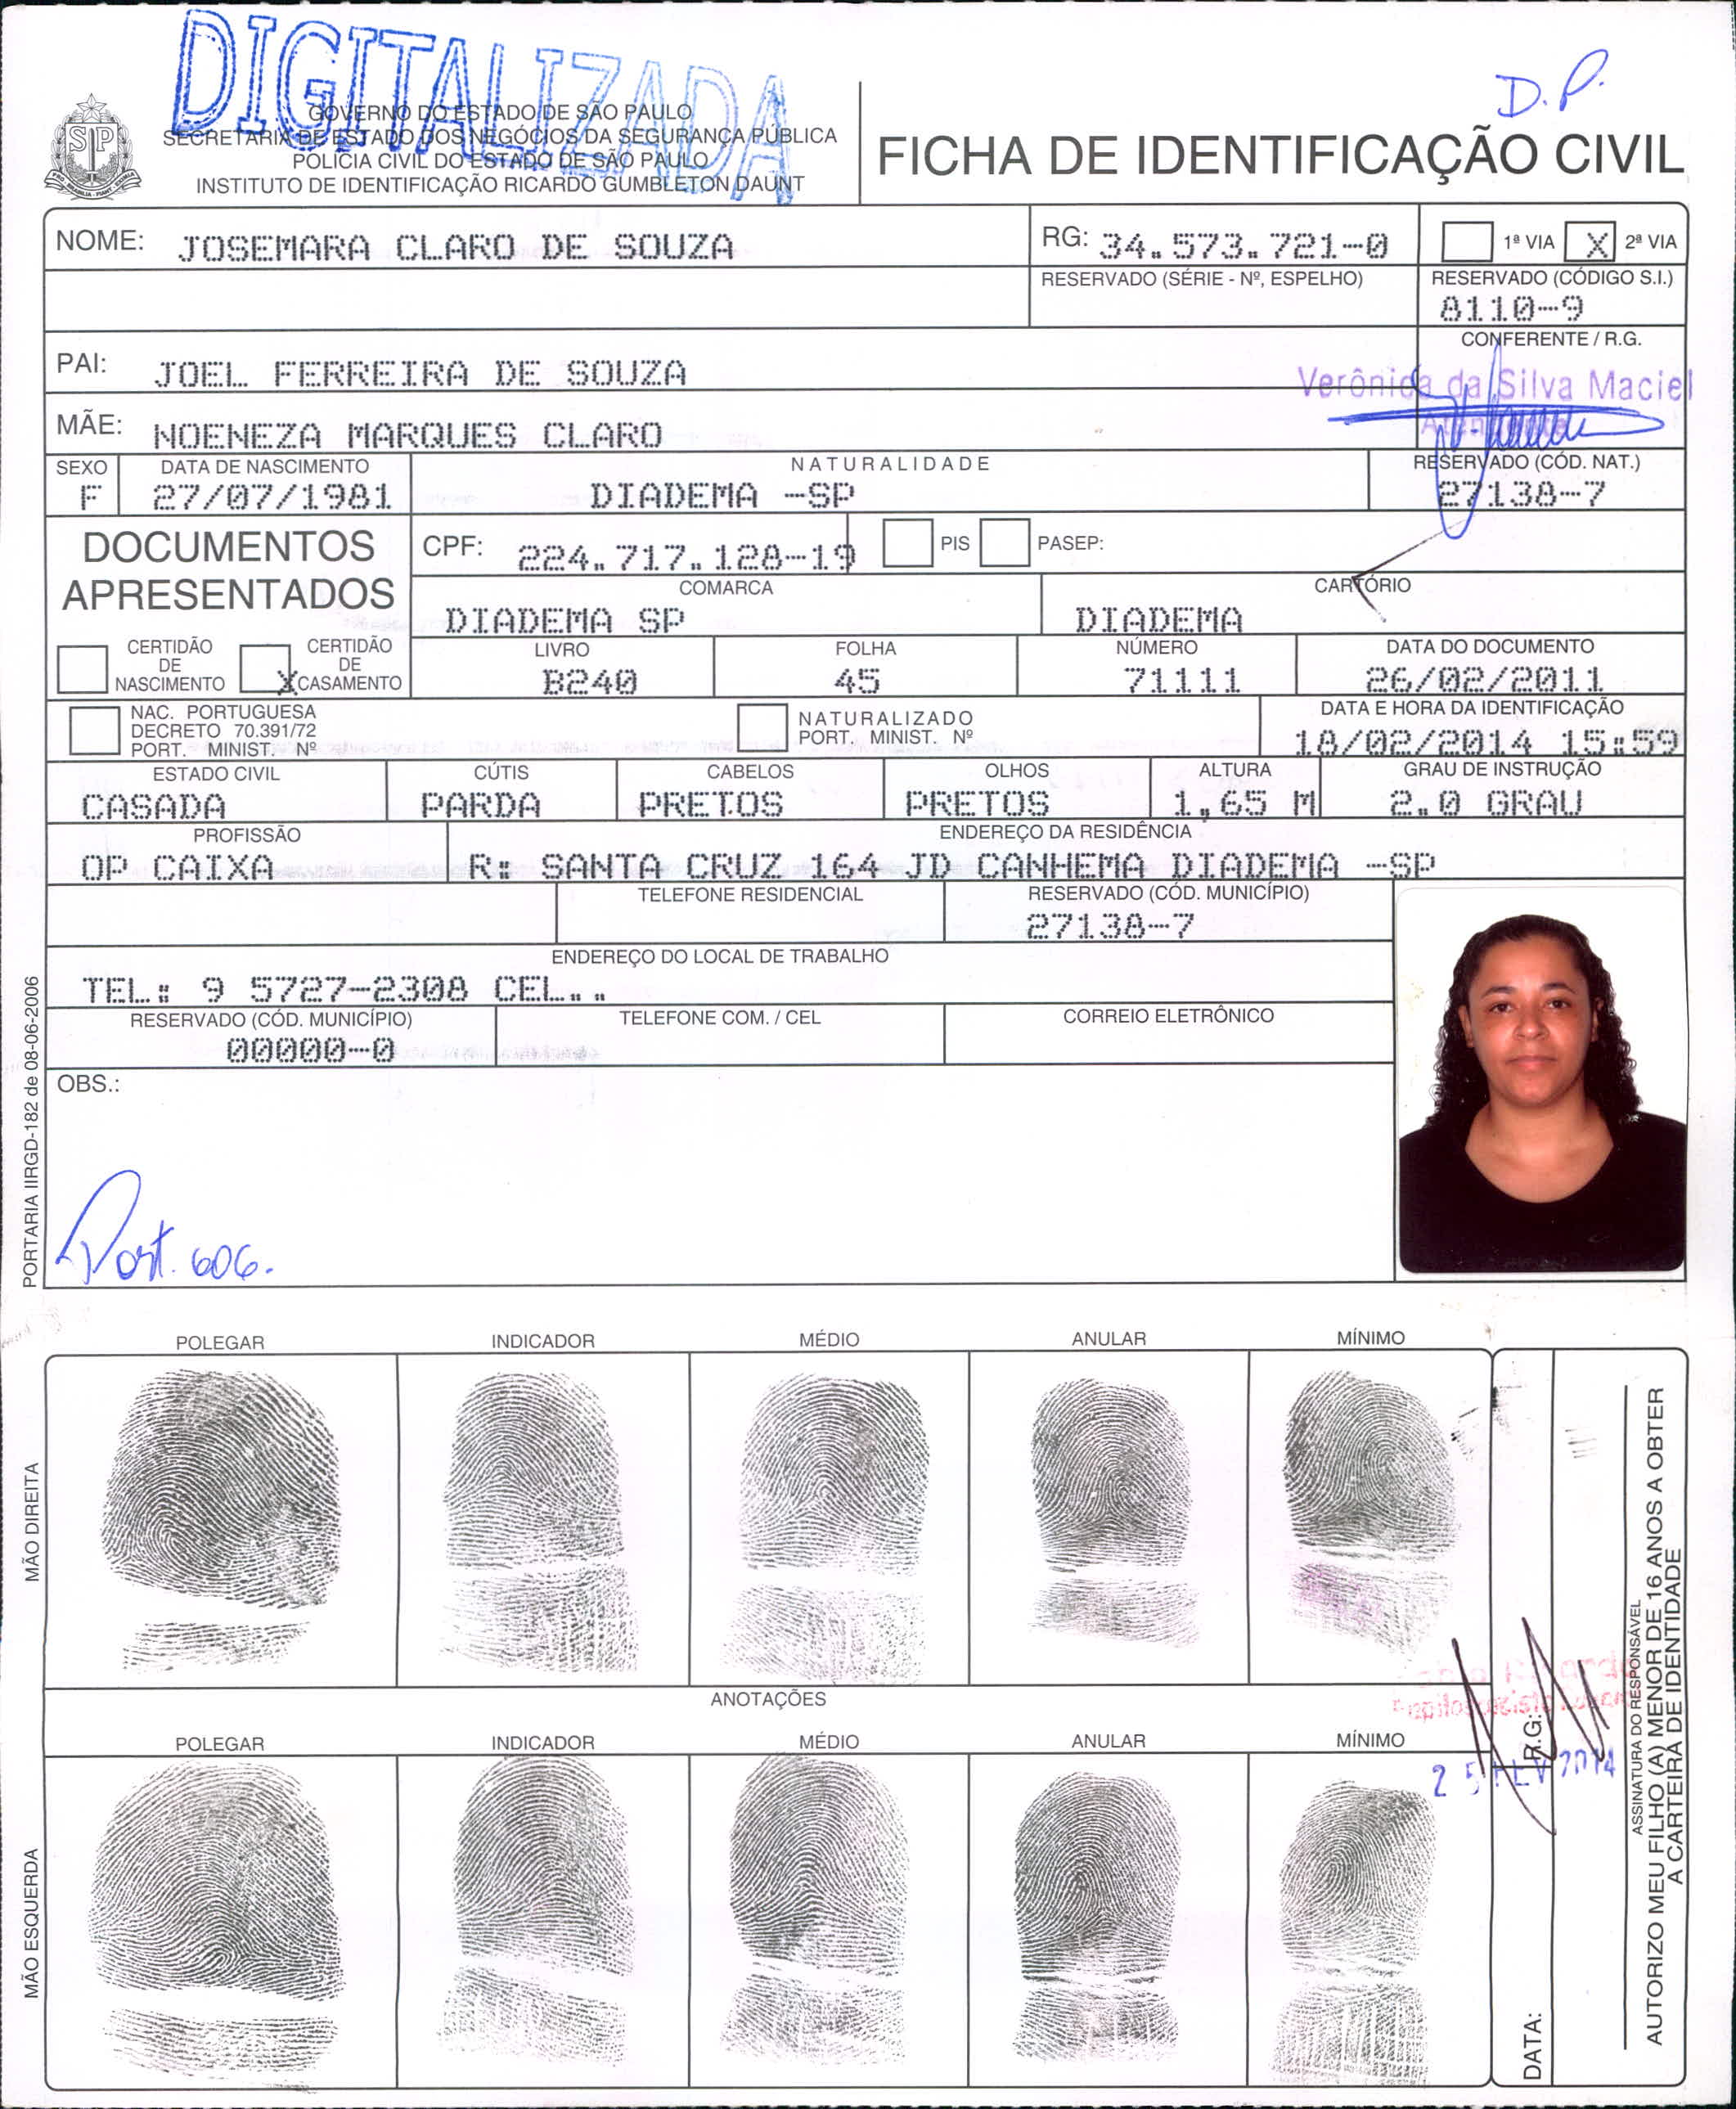 DIGITALIZADA
D.P.
GOVERNO DO ESTADO DE SÃO PAULO
SECRETARIA DE ESTADO DOS NEGÓCIOS DA SEGURANÇA PÚBLICA
POLÍCIA CIVIL DO ESTADO DE SÃO PAULO
INSTITUTO DE IDENTIFICAÇÃO RICARDO GUMBLETON DAUNT
FICHA DE IDENTIFICAÇÃO CIVIL
NOME: JOSEMARA CLARO DE SOUZA RG: 34.573.721-0 1ª VIA X 2ª VIA
RESERVADO (SÉRIE - Nº, ESPELHO) RESERVADO (CÓDIGO S.I.)
8110-9
CONFERENTE / R.G.
PAI: JOEL FERREIRA DE SOUZA
Verônica da Silva Maciel
Atendente
MÃE: NOENEZA MARQUES CLARO
SEXO DATA DE NASCIMENTO NATURALIDADE RESERVADO (CÓD. NAT.)
F 27/07/1981 DIADEMA -SP 27138-7
DOCUMENTOS APRESENTADOS
CPF: 224.717.128-19 PIS PASEP:
COMARCA CARTÓRIO
DIADEMA SP DIADEMA
CERTIDÃO DE NASCIMENTO X CERTIDÃO DE CASAMENTO
LIVRO FOLHA NÚMERO DATA DO DOCUMENTO
B240 45 71111 26/02/2011
NAC. PORTUGUESA
DECRETO 70.391/72
PORT. MINIST. Nº
NATURALIZADO
PORT. MINIST. Nº
DATA E HORA DA IDENTIFICAÇÃO
18/02/2014 15:59
ESTADO CIVIL CÚTIS CABELOS OLHOS ALTURA GRAU DE INSTRUÇÃO
CASADA PARDA PRETOS PRETOS 1,65 M 2.0 GRAU
PROFISSÃO ENDEREÇO DA RESIDÊNCIA
OP CAIXA R: SANTA CRUZ 164 JD CANHEMA DIADEMA -SP
TELEFONE RESIDENCIAL RESERVADO (CÓD. MUNICÍPIO)
27138-7
ENDEREÇO DO LOCAL DE TRABALHO
TEL.: 9 5727-2308 CEL..
RESERVADO (CÓD. MUNICÍPIO) TELEFONE COM. / CEL CORREIO ELETRÔNICO
00000-0
OBS.:
Port. 606.
PORTARIA IIRGD-182 de 08-06-2006
POLEGAR INDICADOR MÉDIO ANULAR MÍNIMO
MÃO DIREITA
ANOTAÇÕES
POLEGAR INDICADOR MÉDIO ANULAR MÍNIMO
MÃO ESQUERDA
25 FEV 2014
DATA:
R.G.:
ASSINATURA DO RESPONSÁVEL
AUTORIZO MEU FILHO (A) MENOR DE 16 ANOS A OBTER
A CARTEIRA DE IDENTIDADE